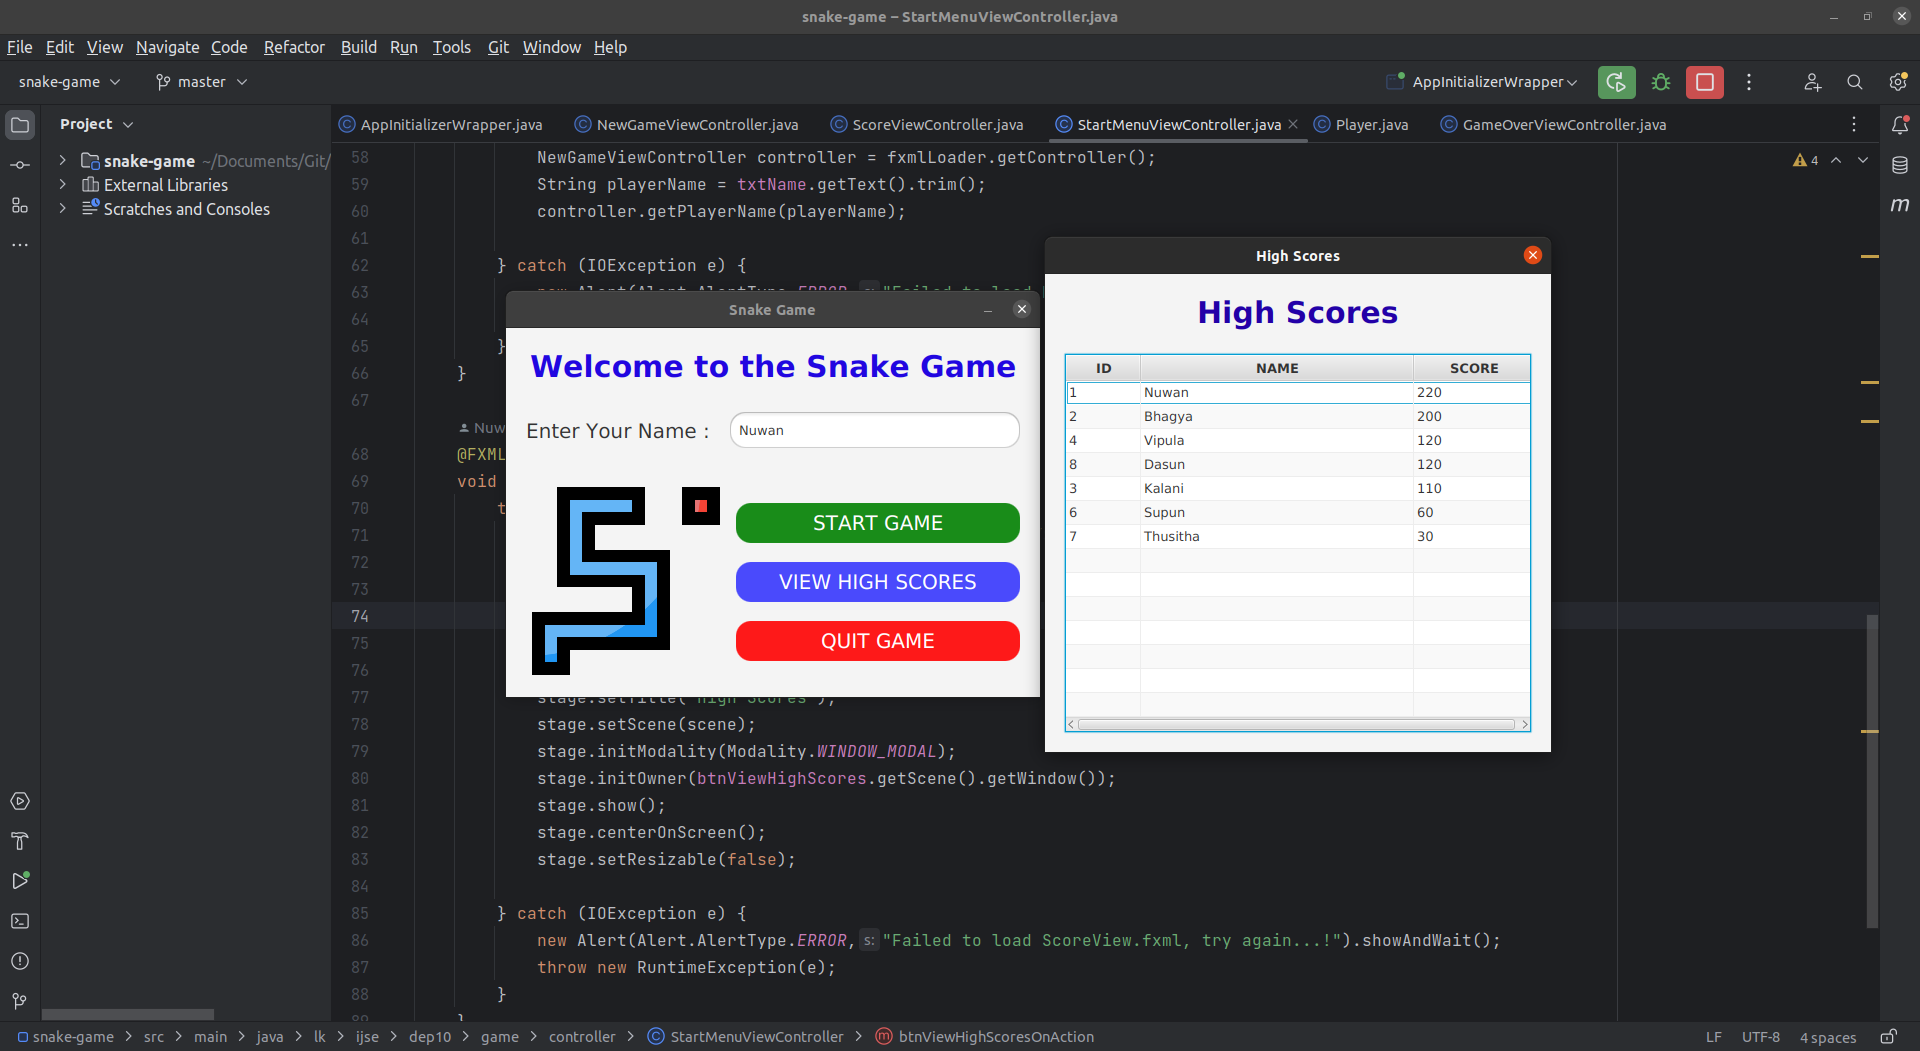 snake-game – StartMenuViewController.java
File Edit View Navigate Code Refactor Build Run Tools Git Window Help
snake-game master AppInitializerWrapper
Project
snake-game ~/Documents/Git/
External Libraries
Scratches and Consoles
AppInitializerWrapper.java NewGameViewController.java ScoreViewController.java StartMenuViewController.java Player.java GameOverViewController.java
4
58 NewGameViewController controller = fxmlLoader.getController();
59 String playerName = txtName.getText().trim();
60 controller.getPlayerName(playerName);
61
62 } catch (IOException e) {
63
64
65 }
66 }
67
Nuw
68 @FXML
69 void
70 t
71
72
73
74
75
76
77 stage.setTitle("High Scores");
78 stage.setScene(scene);
79 stage.initModality(Modality.WINDOW_MODAL);
80 stage.initOwner(btnViewHighScores.getScene().getWindow());
81 stage.show();
82 stage.centerOnScreen();
83 stage.setResizable(false);
84
85 } catch (IOException e) {
86 new Alert(Alert.AlertType.ERROR, s: "Failed to load ScoreView.fxml, try again...!").showAndWait();
87 throw new RuntimeException(e);
88 }
89 }
Snake Game
Welcome to the Snake Game
Enter Your Name : Nuwan
START GAME
VIEW HIGH SCORES
QUIT GAME
High Scores
High Scores
ID NAME SCORE
1 Nuwan 220
2 Bhagya 200
4 Vipula 120
8 Dasun 120
3 Kalani 110
6 Supun 60
7 Thusitha 30
snake-game > src > main > java > lk > ijse > dep10 > game > controller > StartMenuViewController > btnViewHighScoresOnAction
LF UTF-8 4 spaces